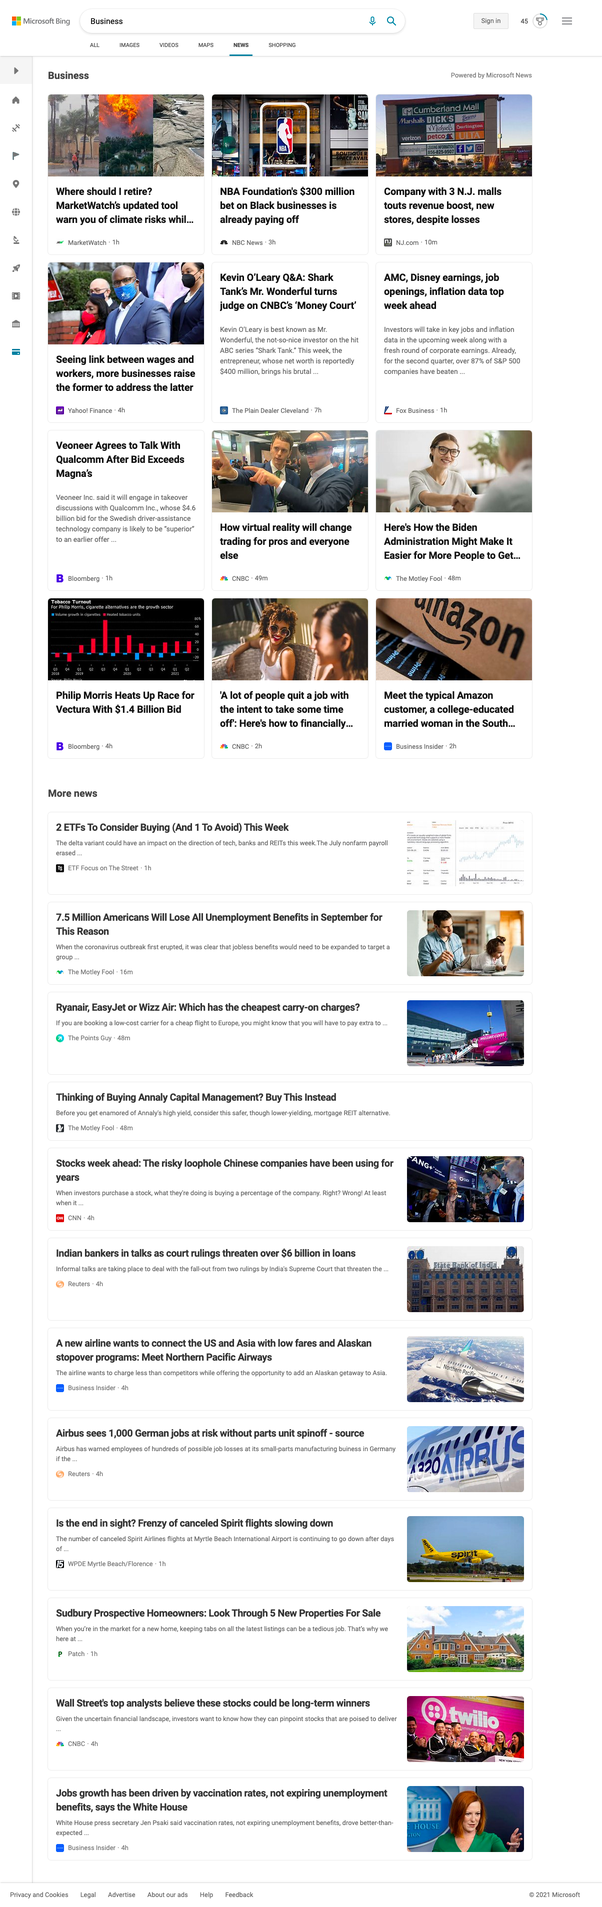 Microsoft Bing
Business
Sign in
45
ALL
IMAGES
VIDEOS
MAPS
NEWS
SHOPPING
Business
Powered by Microsoft News
NBA
Cumberland Mall
Marshalls
DICK'S
Burlington
verizon
petco
ULTA
Where should I retire?
MarketWatch's updated tool
warn you of climate risks whil...
MarketWatch · 1h
NBA Foundation's $300 million
bet on Black businesses is
already paying off
NBC News · 3h
Company with 3 N.J. malls
touts revenue boost, new
stores, despite losses
NJ.com · 10m
Seeing link between wages and
workers, more businesses raise
the former to address the latter
Yahoo! Finance · 4h
Kevin O'Leary Q&A: Shark
Tank's Mr. Wonderful turns
judge on CNBC's 'Money Court'
Kevin O'Leary is best known as Mr.
Wonderful, the not-so-nice investor on the hit
ABC series "Shark Tank." This week, the
entrepreneur, whose net worth is reportedly
$400 million, brings his brutal ...
The Plain Dealer Cleveland · 7h
AMC, Disney earnings, job
openings, inflation data top
week ahead
Investors will take in key jobs and inflation
data in the upcoming week along with a
fresh round of corporate earnings. Already,
for the second quarter, over 87% of S&P 500
companies have beaten ...
Fox Business · 1h
Veoneer Agrees to Talk With
Qualcomm After Bid Exceeds
Magna's
Veoneer Inc. said it will engage in takeover
discussions with Qualcomm Inc., whose $4.6
billion bid for the Swedish driver-assistance
technology company is likely to be "superior"
to an earlier offer ...
Bloomberg · 1h
How virtual reality will change
trading for pros and everyone
else
CNBC · 49m
Here's How the Biden
Administration Might Make It
Easier for More People to Get...
The Motley Fool · 48m
Tobacco Turnout
For Philip Morris, cigarette alternatives are the growth sector
Volume growth in cigarettes
Heated tobacco units
Philip Morris Heats Up Race for
Vectura With $1.4 Billion Bid
Bloomberg · 4h
'A lot of people quit a job with
the intent to take some time
off': Here's how to financially...
CNBC · 2h
amazon
Prime
Meet the typical Amazon
customer, a college-educated
married woman in the South...
Business Insider · 2h
More news
2 ETFs To Consider Buying (And 1 To Avoid) This Week
The delta variant could have an impact on the direction of tech, banks and REITs this week.The July nonfarm payroll
erased ...
ETF Focus on The Street · 1h
7.5 Million Americans Will Lose All Unemployment Benefits in September for
This Reason
When the coronavirus outbreak first erupted, it was clear that jobless benefits would need to be expanded to target a
group ...
The Motley Fool · 16m
Ryanair, EasyJet or Wizz Air: Which has the cheapest carry-on charges?
If you are booking a low-cost carrier for a cheap flight to Europe, you might know that you will have to pay extra to ...
The Points Guy · 48m
Thinking of Buying Annaly Capital Management? Buy This Instead
Before you get enamored of Annaly's high yield, consider this safer, though lower-yielding, mortgage REIT alternative.
The Motley Fool · 48m
Stocks week ahead: The risky loophole Chinese companies have been using for
years
When investors purchase a stock, what they're doing is buying a percentage of the company. Right? Wrong! At least
when it ...
CNN · 4h
Indian bankers in talks as court rulings threaten over $6 billion in loans
Informal talks are taking place to deal with the fall-out from two rulings by India's Supreme Court that threaten the ...
Reuters · 4h
State Bank of India
A new airline wants to connect the US and Asia with low fares and Alaskan
stopover programs: Meet Northern Pacific Airways
The airline wants to charge less than competitors while offering the opportunity to add an Alaskan getaway to Asia.
Business Insider · 4h
Northern Pacific
Airbus sees 1,000 German jobs at risk without parts unit spinoff - source
Airbus has warned employees of hundreds of possible job losses at its small-parts manufacturing business in Germany
if the ...
Reuters · 4h
A320 AIRBUS
Is the end in sight? Frenzy of canceled Spirit flights slowing down
The number of canceled Spirit Airlines flights at Myrtle Beach International Airport is continuing to go down after days
of ...
WPDE Myrtle Beach/Florence · 1h
spirit
Sudbury Prospective Homeowners: Look Through 5 New Properties For Sale
When you're in the market for a new home, keeping tabs on all the latest listings can be a tedious job. That's why we
here at ...
Patch · 1h
Wall Street's top analysts believe these stocks could be long-term winners
Given the uncertain financial landscape, investors want to know how they can pinpoint stocks that are poised to deliver
...
CNBC · 4h
twilio
Jobs growth has been driven by vaccination rates, not expiring unemployment
benefits, says the White House
White House press secretary Jen Psaki said vaccination rates, not expiring unemployment benefits, drove better-than-
expected ...
Business Insider · 4h
Privacy and Cookies
Legal
Advertise
About our ads
Help
Feedback
© 2021 Microsoft